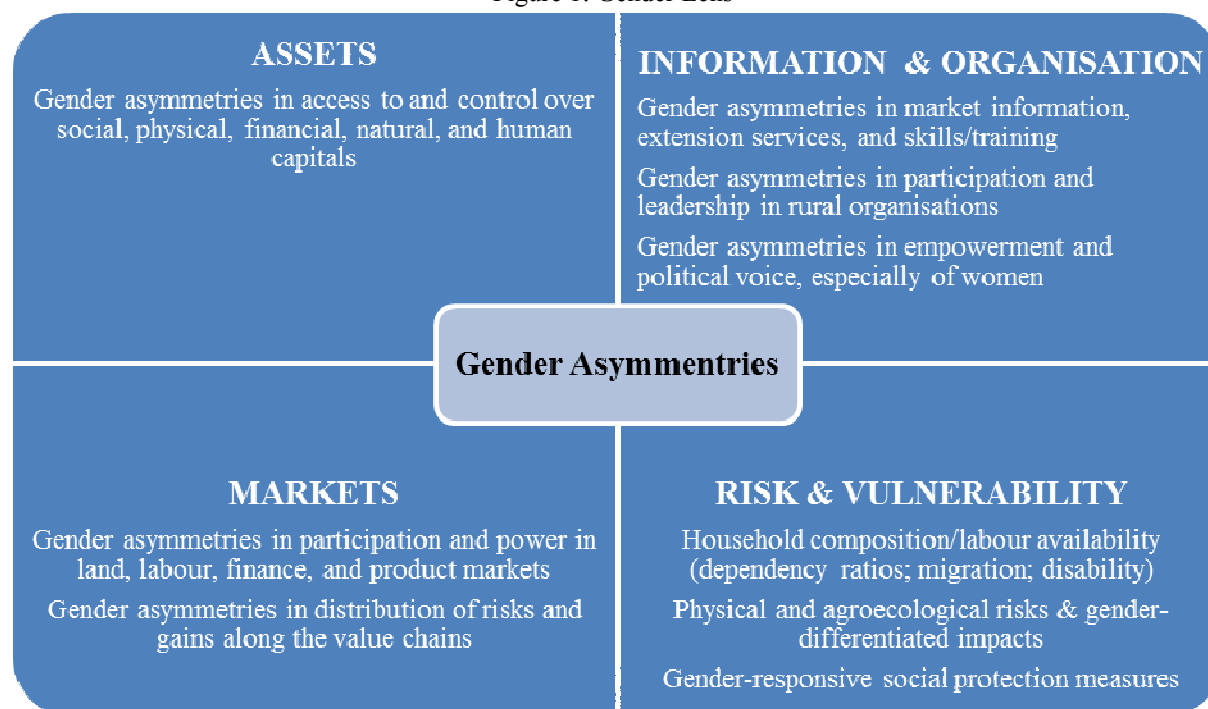 Figure 1: Gender Lens
ASSETS
Gender asymmetries in access to and control over
social, physical, financial, natural, and human
capitals
INFORMATION & ORGANISATION
Gender asymmetries in market information,
extension services, and skills/training
Gender asymmetries in participation and
leadership in rural organisations
Gender asymmetries in empowerment and
political voice, especially of women
Gender Asymmentries
MARKETS
Gender asymmetries in participation and power in
land, labour, finance, and product markets
Gender asymmetries in distribution of risks and
gains along the value chains
RISK & VULNERABILITY
Household composition/labour availability
(dependency ratios; migration; disability)
Physical and agroecological risks & gender-
differentiated impacts
Gender-responsive social protection measures